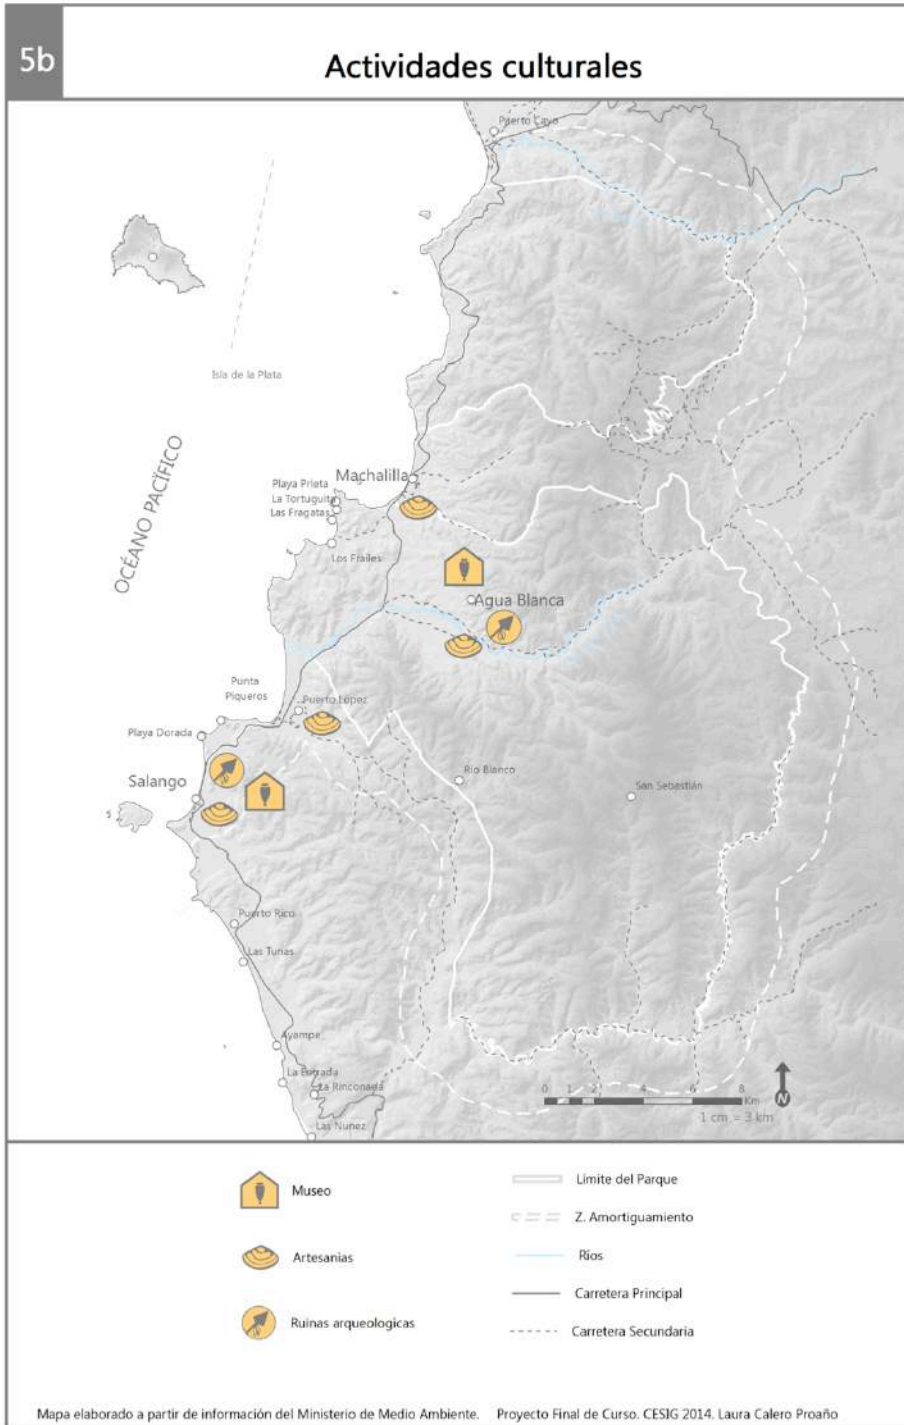 5b
Actividades culturales
Puerto Cayo
Isla de la Plata
OCÉANO PACÍFICO
Machalilla
Playa Prieta
La Tortuguita
Las Fragatas
Los Frailes
Agua Blanca
Punta
Piqueros
Puerto López
Playa Dorada
Río Blanco
San Sebastián
Salango
Puerto Rico
Las Tunas
Ayampe
La Entrada
La Rinconada
Las Nunez
0 1 2 4 6 8
Km
1 cm = 3 km
N
Museo
Artesanias
Ruinas arqueologicas
Limite del Parque
Z. Amortiguamiento
Rios
Carretera Principal
Carretera Secundaria
Mapa elaborado a partir de información del Ministerio de Medio Ambiente. Proyecto Final de Curso. CESIG 2014. Laura Calero Proaño